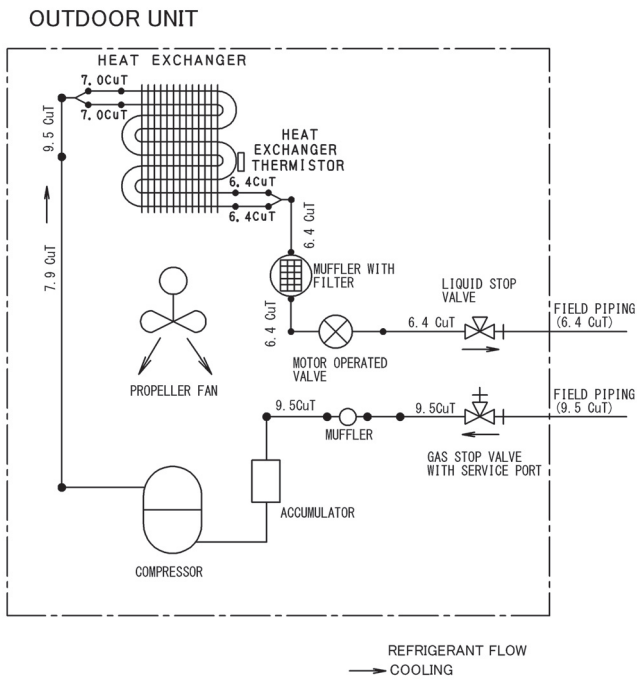 OUTDOOR UNIT
HEAT EXCHANGER
7.0CuT
7.0CuT
9.5 CuT
HEAT
EXCHANGER
THERMISTOR
6.4CuT
6.4CuT
6.4 CuT
7.9 CuT
MUFFLER WITH
FILTER
LIQUID STOP
VALVE
FIELD PIPING
(6.4 CuT)
6.4 CuT
6.4 CuT
MOTOR OPERATED
VALVE
PROPELLER FAN
FIELD PIPING
(9.5 CuT)
9.5CuT
9.5CuT
MUFFLER
GAS STOP VALVE
WITH SERVICE PORT
ACCUMULATOR
COMPRESSOR
REFRIGERANT FLOW
COOLING